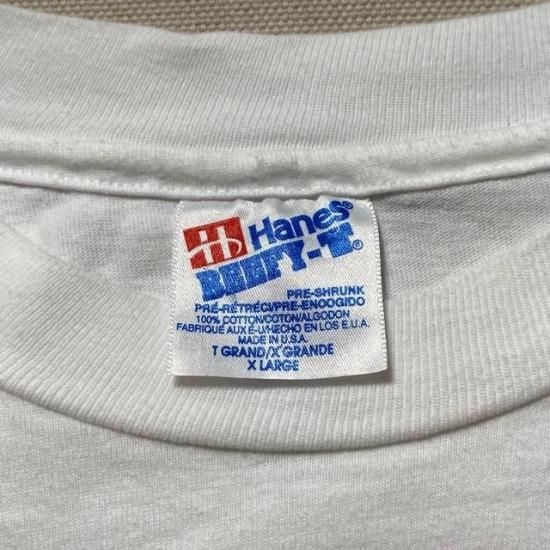 H Hanes®
BEEFY-T®
PRE-SHRUNK
PRÉ-RÉTRÉCI/PRE-ENCOGIDO
100% COTTON/COTON/ALGODON
FABRIQUÉ AUX É-U/HECHO EN LOS E.U.A.
MADE IN U.S.A.
T GRAND/X GRANDE
X LARGE